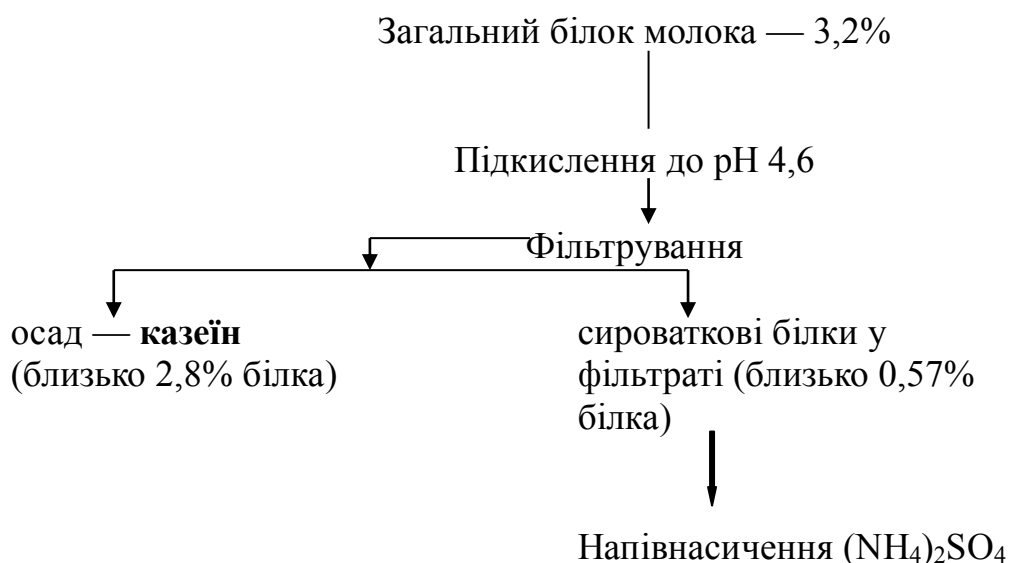 Загальний білок молока — 3,2%
Підкислення до рН 4,6
Фільтрування
осад — казеїн
(близько 2,8% білка)
сироваткові білки у
фільтраті (близько 0,57%
білка)
Напівнасичення (NH₄)₂SO₄